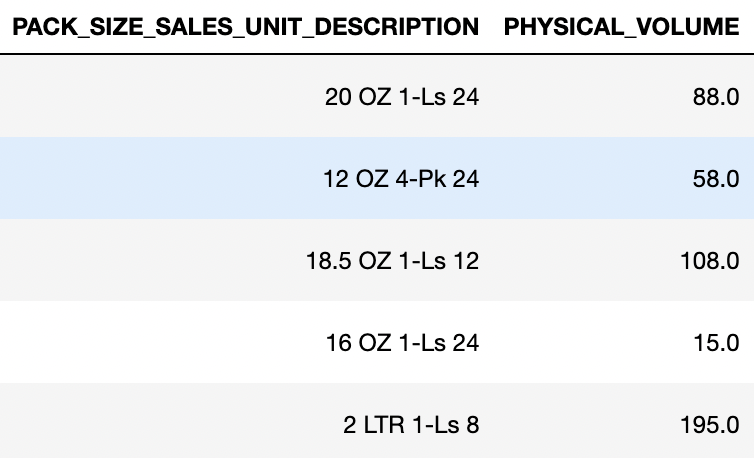 PACK_SIZE_SALES_UNIT_DESCRIPTION PHYSICAL_VOLUME
20 OZ 1-Ls 24 88.0
12 OZ 4-Pk 24 58.0
18.5 OZ 1-Ls 12 108.0
16 OZ 1-Ls 24 15.0
2 LTR 1-Ls 8 195.0